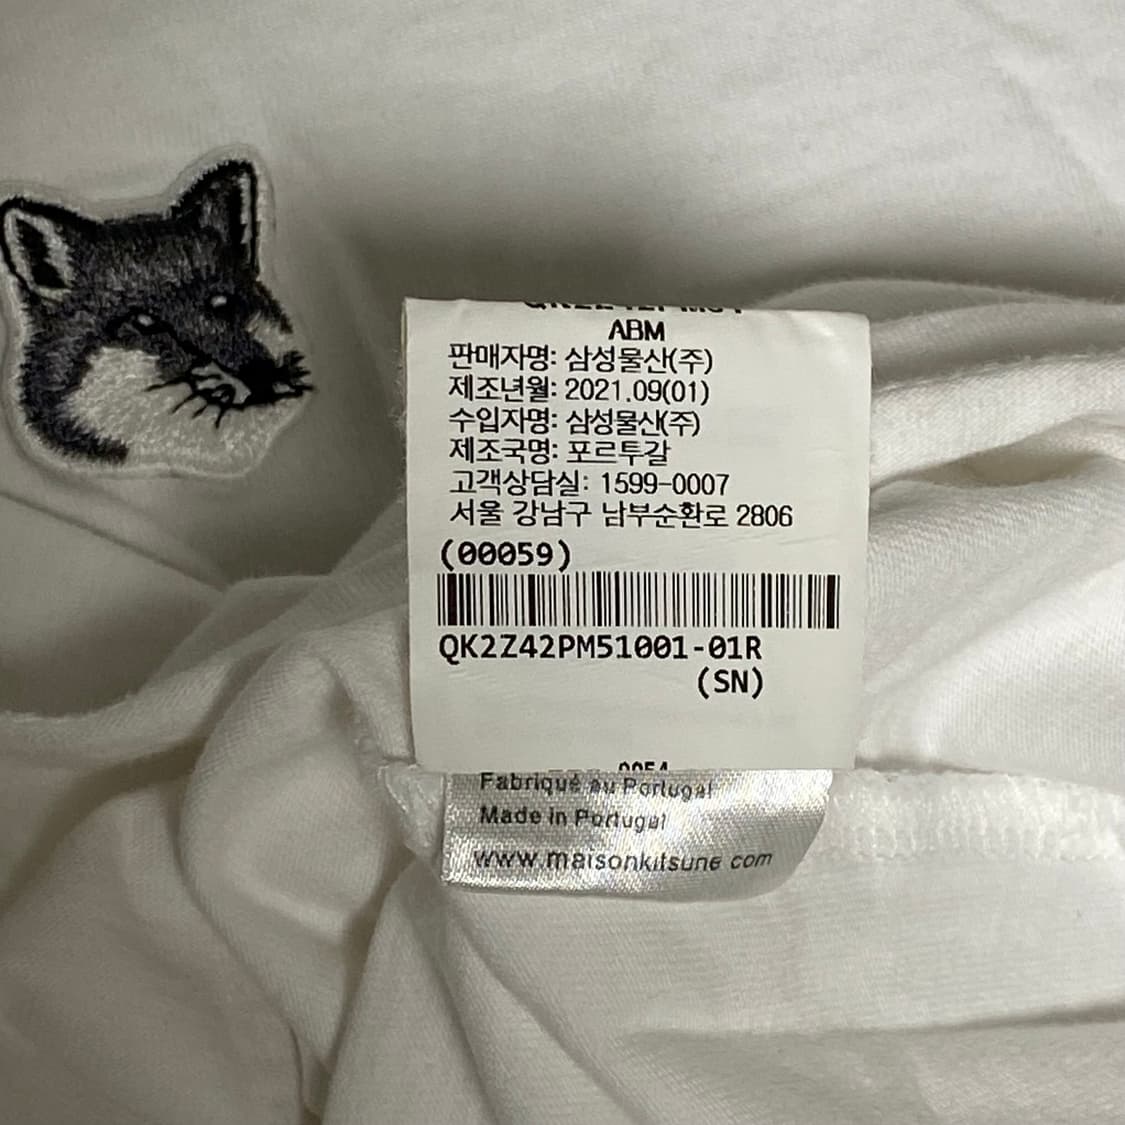 ABM
판매자명: 삼성물산(주)
제조년월: 2021.09(01)
수입자명: 삼성물산(주)
제조국명: 포르투갈
고객상담실: 1599-0007
서울 강남구 남부순환로 2806
(00059)
QK2Z42PM51001-01R
(SN)
Fabriqué au Portugal
Made in Portugal
www.maisonkitsune.com